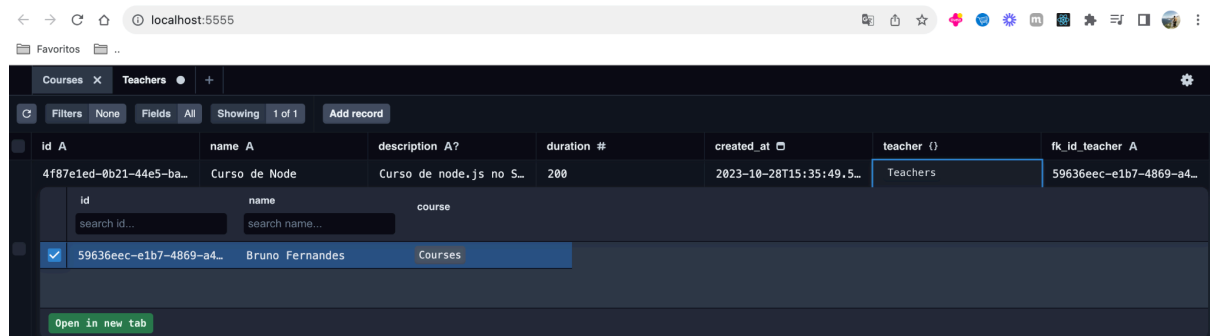 localhost:5555
Favoritos ..
Courses X Teachers +
Filters None Fields All Showing 1 of 1 Add record
id A name A description A? duration # created_at teacher {} fk_id_teacher A
4f87e1ed-0b21-44e5-ba… Curso de Node Curso de node.js no S… 200 2023-10-28T15:35:49.5… Teachers 59636eec-e1b7-4869-a4…
id name course
search id... search name...
59636eec-e1b7-4869-a4… Bruno Fernandes Courses
Open in new tab